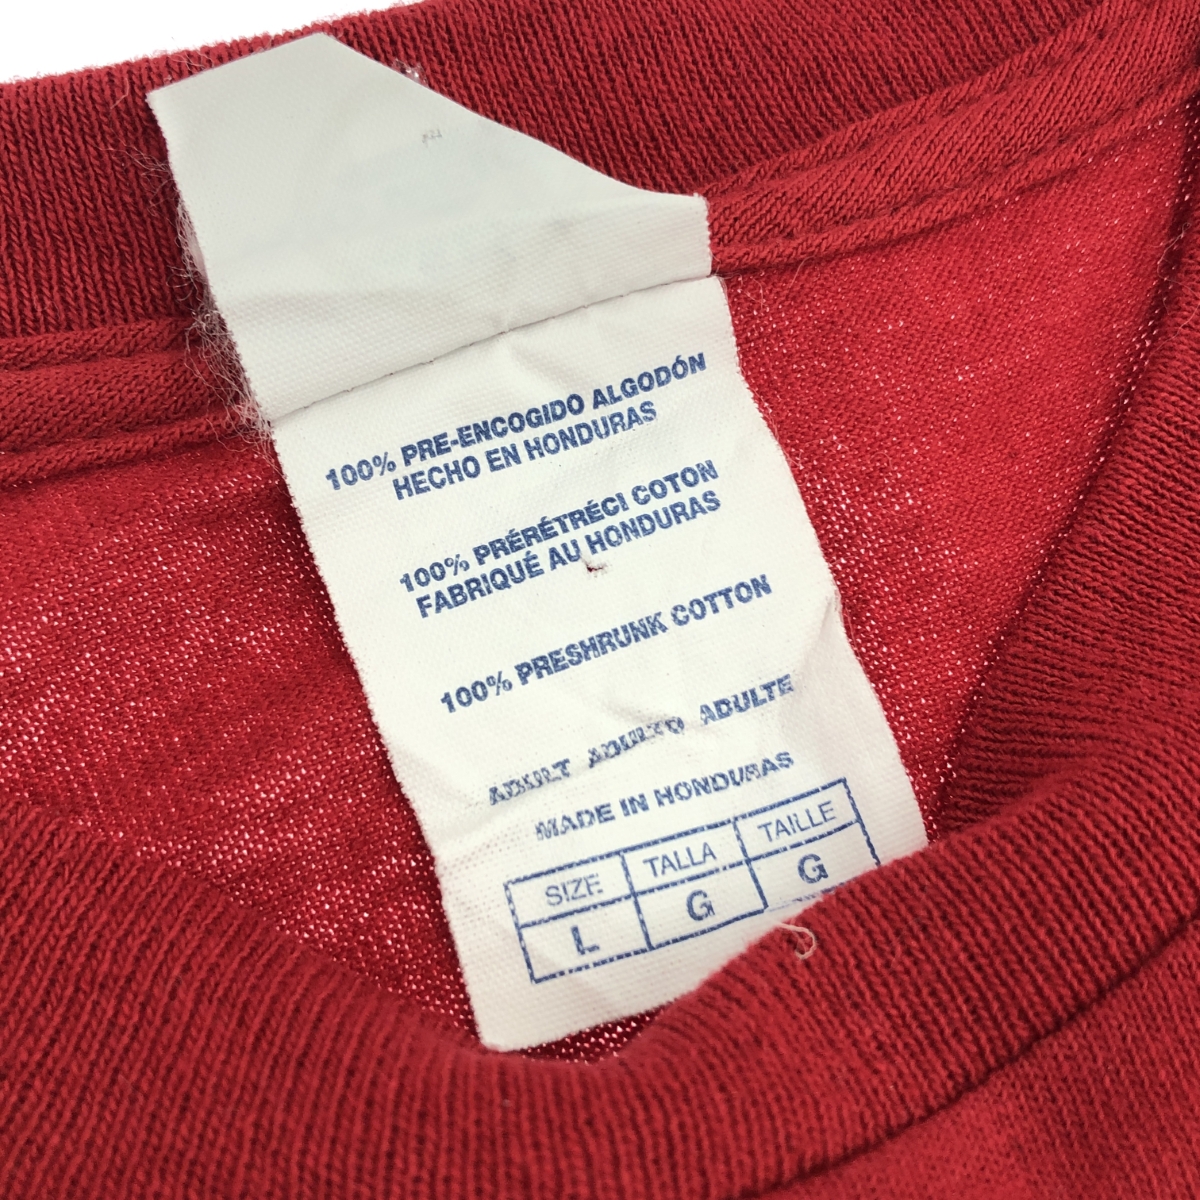 100% PRE-ENCOGIDO ALGODÓN
HECHO EN HONDURAS
100% PRÉRÉTRÉCI COTON
FABRIQUÉ AU HONDURAS
100% PRESHRUNK COTTON
ADULT ADULTO ADULTE
MADE IN HONDURAS
SIZE TALLA TAILLE
L G G